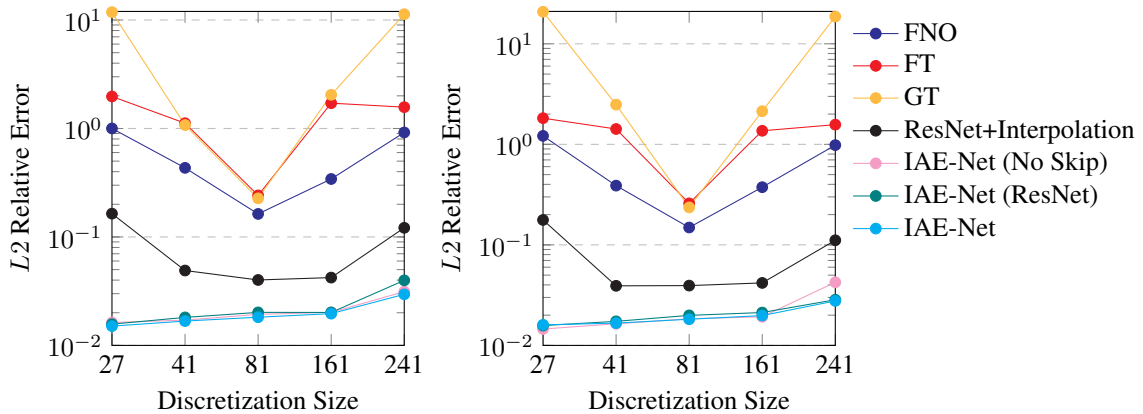 L2 Relative Error
10^1
10^0
10^−1
10^−2
27 41 81 161 241
Discretization Size
L2 Relative Error
10^1
10^0
10^−1
10^−2
27 41 81 161 241
Discretization Size
FNO
FT
GT
ResNet+Interpolation
IAE-Net (No Skip)
IAE-Net (ResNet)
IAE-Net